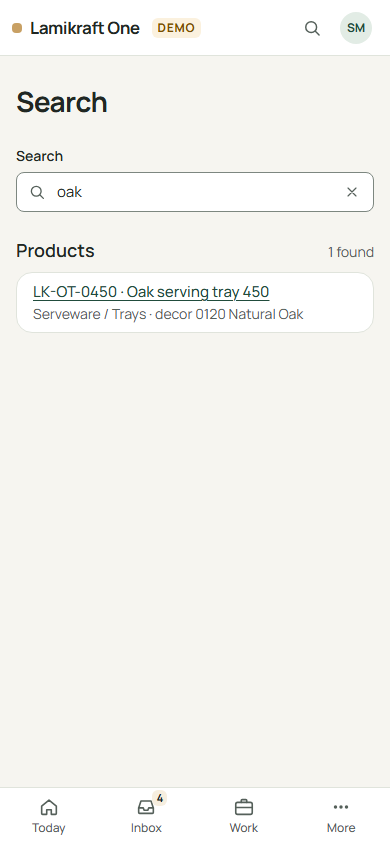 Lamikraft One DEMO SM
Search
Search
oak
Products 1 found
LK-OT-0450 · Oak serving tray 450
Serveware / Trays · decor 0120 Natural Oak
4
Today Inbox Work More